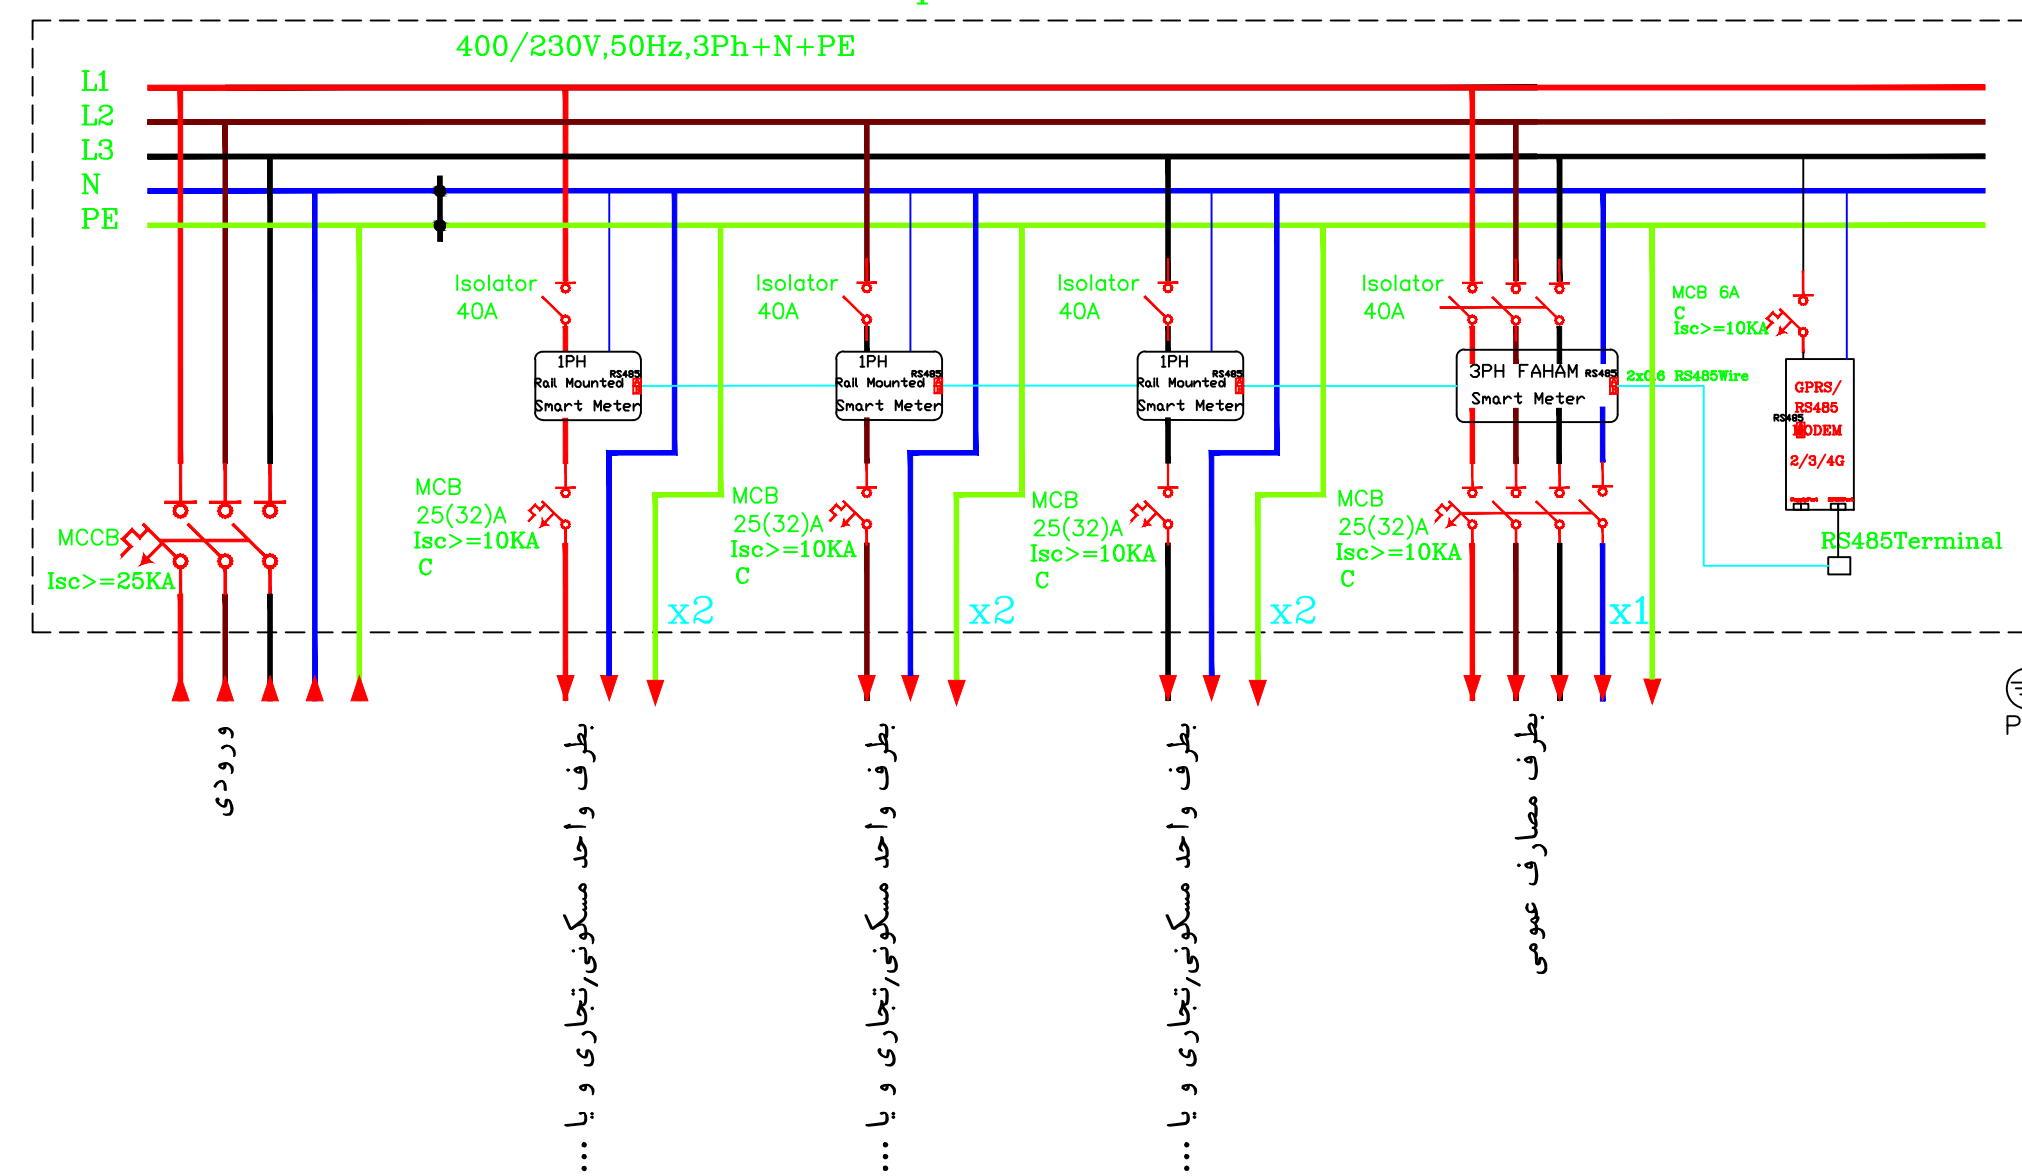 400/230V,50Hz,3Ph+N+PE
L1
L2
L3
N
PE
Isolator
40A
Isolator
40A
Isolator
40A
Isolator
40A
MCB 6A
C
Isc>=10KA
1PH
RS485
Rail Mounted
Smart Meter
1PH
RS485
Rail Mounted
Smart Meter
1PH
RS485
Rail Mounted
Smart Meter
3PH FAHAM
RS485
Smart Meter
2x0.6 RS485Wire
GPRS/
RS485
MODEM
2/3/4G
RS485
RS485Terminal
MCCB
Isc>=25KA
MCB
25(32)A
Isc>=10KA
C
x2
MCB
25(32)A
Isc>=10KA
C
x2
MCB
25(32)A
Isc>=10KA
C
x2
MCB
25(32)A
Isc>=10KA
C
x1
ورودی
بطرف واحد مسکونی,تجاری و یا ....
بطرف واحد مسکونی,تجاری و یا ....
بطرف واحد مسکونی,تجاری و یا ....
بطرف مصارف عمومی